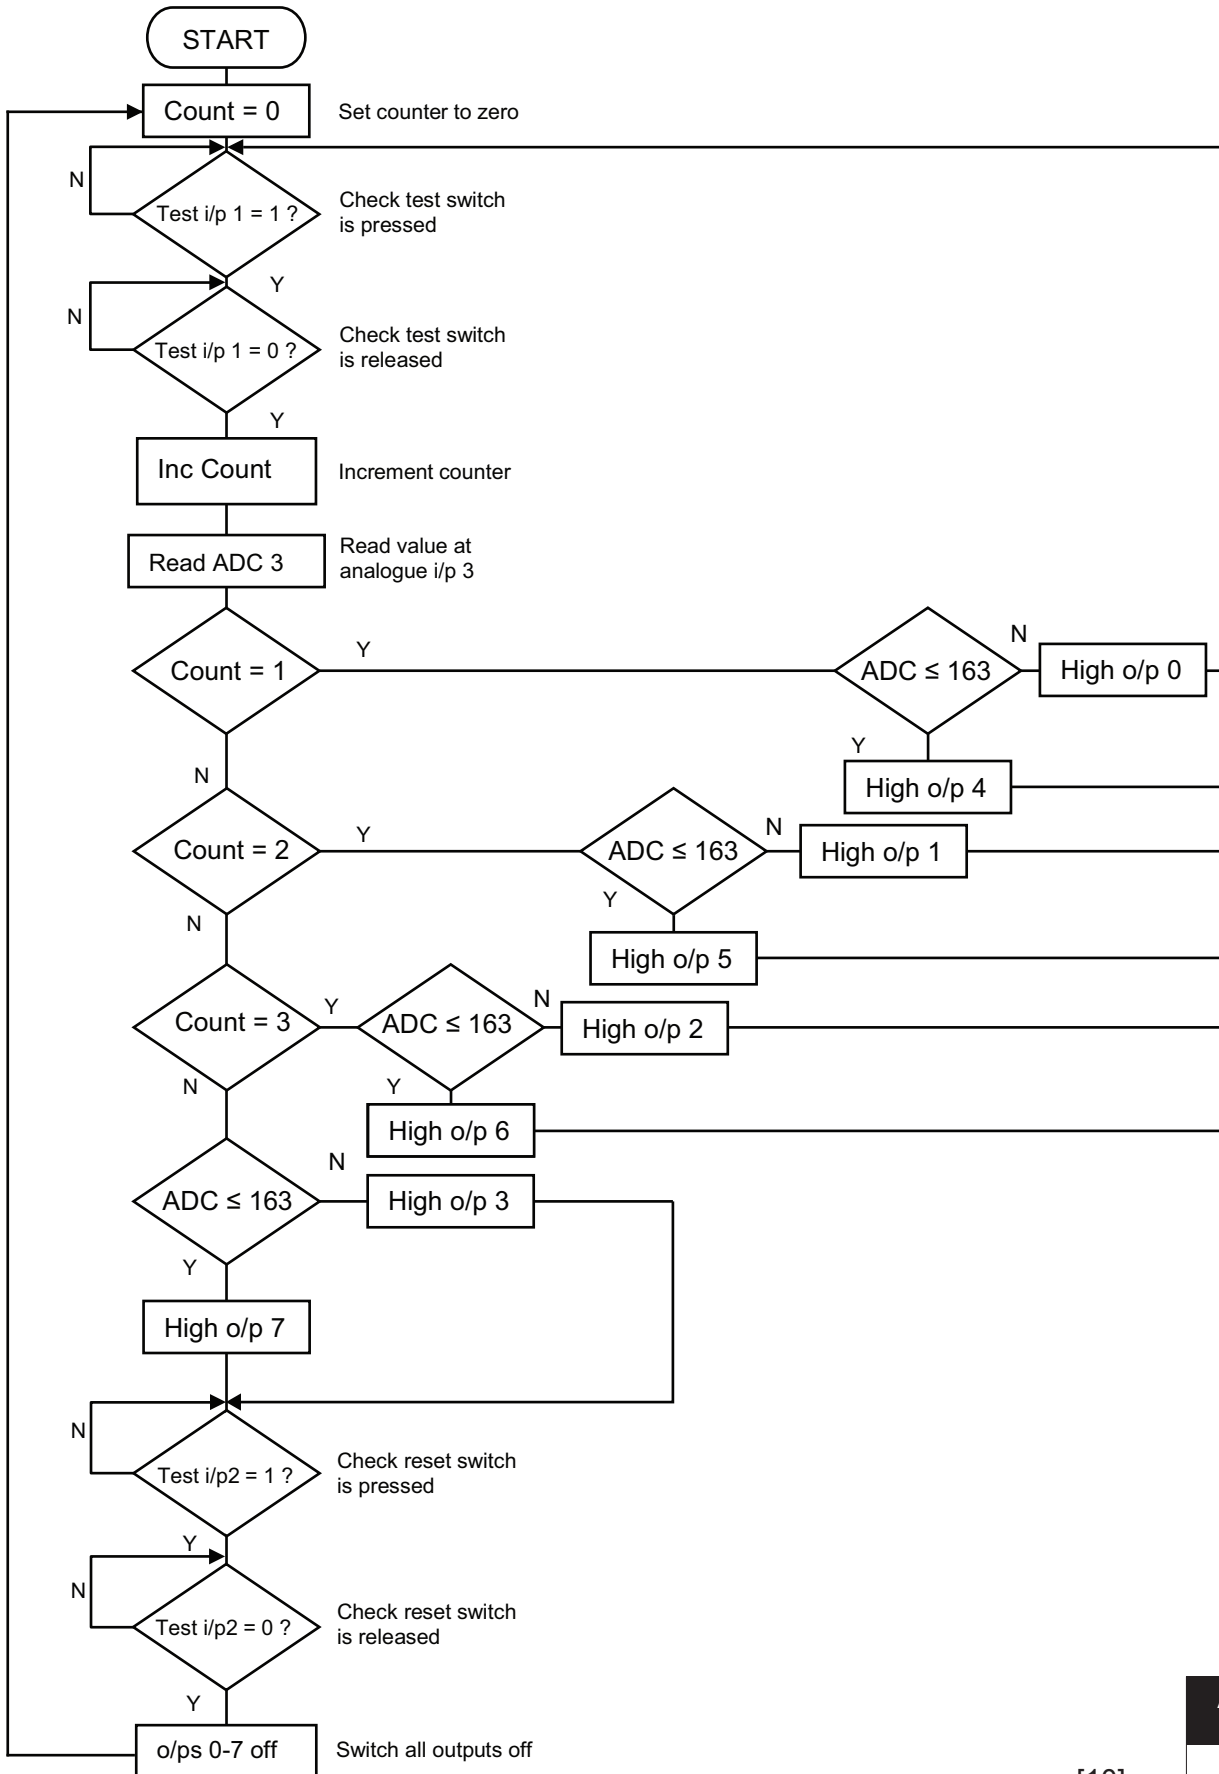 START
Count = 0
Set counter to zero
N
Test i/p 1 = 1 ?
Check test switch
is pressed
Y
N
Test i/p 1 = 0 ?
Check test switch
is released
Y
Inc Count
Increment counter
Read ADC 3
Read value at
analogue i/p 3
Count = 1
Y
ADC ≤ 163
N
High o/p 0
Y
High o/p 4
N
Count = 2
Y
ADC ≤ 163
N
High o/p 1
Y
High o/p 5
N
Count = 3
Y
ADC ≤ 163
N
High o/p 2
Y
High o/p 6
N
ADC ≤ 163
N
High o/p 3
Y
High o/p 7
N
Test i/p2 = 1 ?
Check reset switch
is pressed
Y
N
Test i/p2 = 0 ?
Check reset switch
is released
Y
o/ps 0-7 off
Switch all outputs off